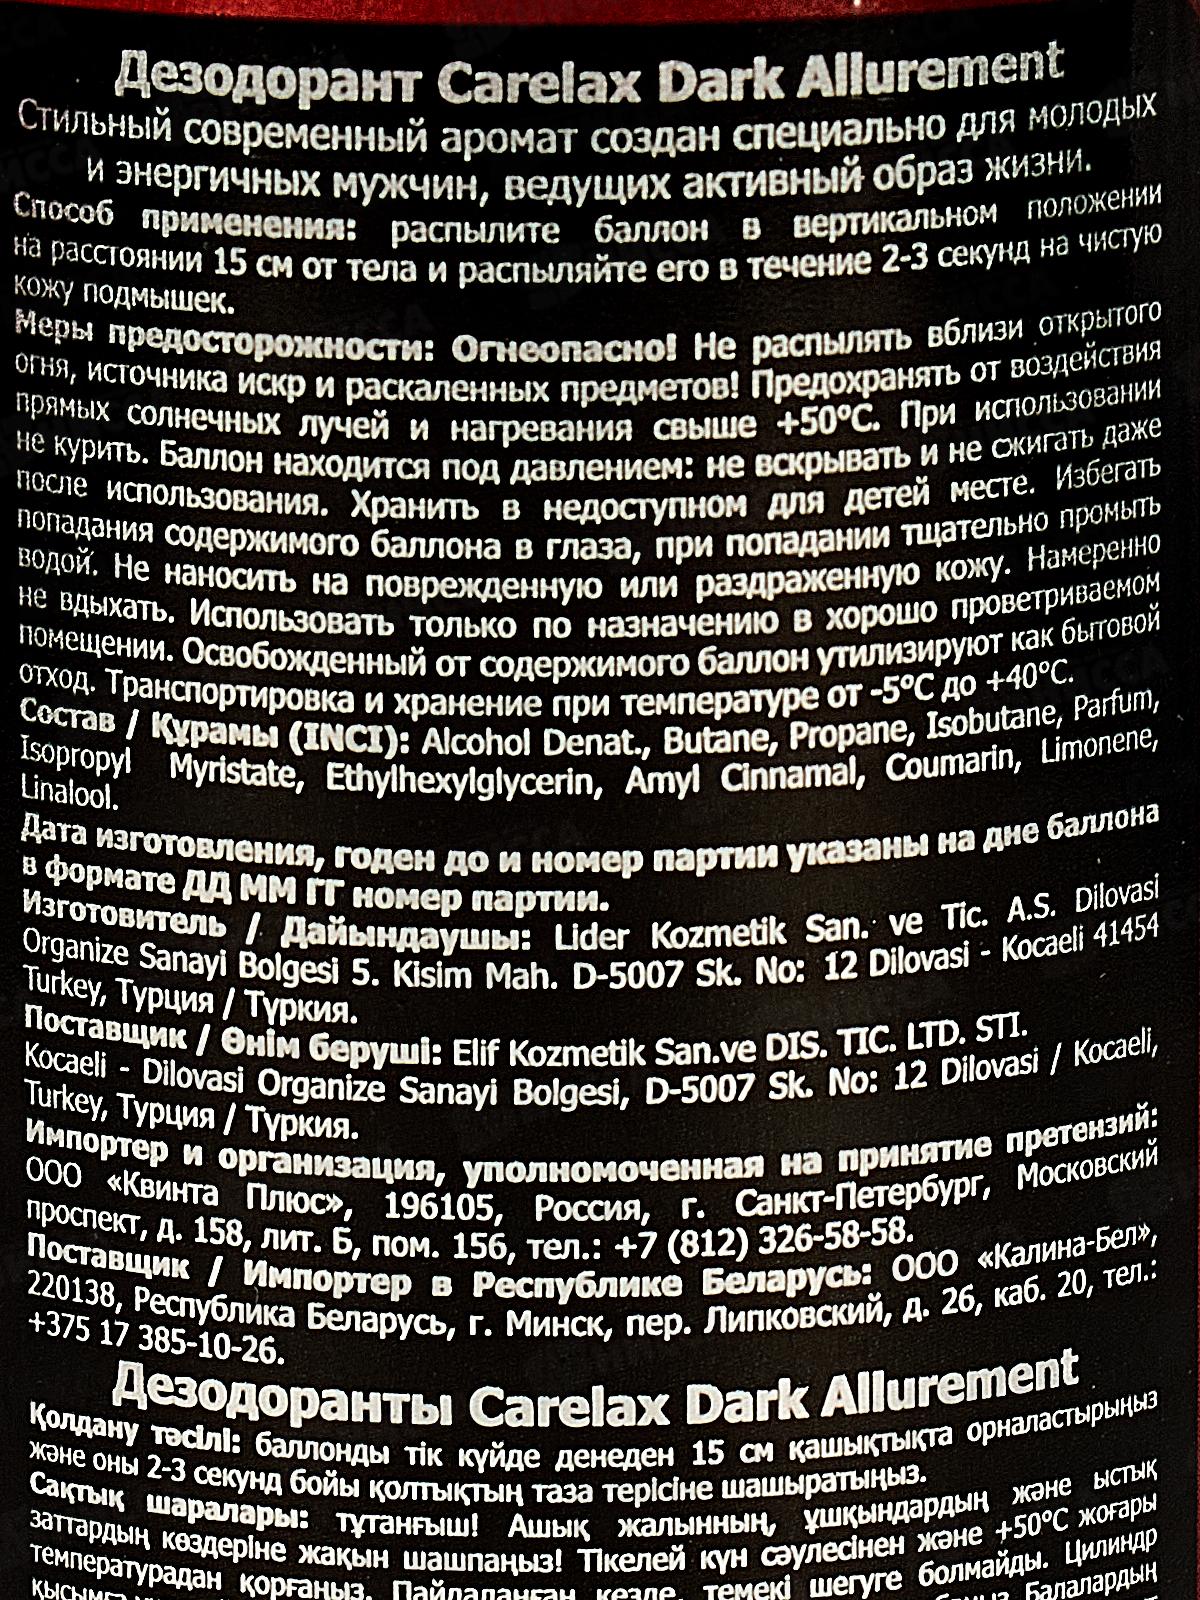 Дезодорант Carelax Dark Allurement
Стильный современный аромат создан специально для молодых
и энергичных мужчин, ведущих активный образ жизни.
Способ применения: распылите баллон в вертикальном положении
на расстоянии 15 см от тела и распыляйте его в течение 2-3 секунд на чистую
кожу подмышек.
Меры предосторожности: Огнеопасно! Не распылять вблизи открытого
огня, источника искр и раскаленных предметов! Предохранять от воздействия
прямых солнечных лучей и нагревания свыше +50°C. При использовании
не курить. Баллон находится под давлением: не вскрывать и не сжигать даже
после использования. Хранить в недоступном для детей месте. Избегать
попадания содержимого баллона в глаза, при попадании тщательно промыть
водой. Не наносить на поврежденную или раздраженную кожу. Намеренно
не вдыхать. Использовать только по назначению в хорошо проветриваемом
помещении. Освобожденный от содержимого баллон утилизируют как бытовой
отход. Транспортировка и хранение при температуре от -5°C до +40°C.
Состав / Құрамы (INCI): Alcohol Denat., Butane, Propane, Isobutane, Parfum,
Isopropyl Myristate, Ethylhexylglycerin, Amyl Cinnamal, Coumarin, Limonene,
Linalool.
Дата изготовления, годен до и номер партии указаны на дне баллона
в формате ДД ММ ГГ номер партии.
Изготовитель / Дайындаушы: Lider Kozmetik San. ve Tic. A.S. Dilovasi
Organize Sanayi Bolgesi 5. Kisim Mah. D-5007 Sk. No: 12 Dilovasi - Kocaeli 41454
Turkey, Турция / Түркия.
Поставщик / Өнім беруші: Elif Kozmetik San.ve DIS. TIC. LTD. STI.
Kocaeli - Dilovasi Organize Sanayi Bolgesi, D-5007 Sk. No: 12 Dilovasi / Kocaeli,
Turkey, Турция / Түркия.
Импортер и организация, уполномоченная на принятие претензий:
ООО «Квинта Плюс», 196105, Россия, г. Санкт-Петербург, Московский
проспект, д. 158, лит. Б, пом. 156, тел.: +7 (812) 326-58-58.
Поставщик / Импортер в Республике Беларусь: ООО «Калина-Бел»,
220138, Республика Беларусь, г. Минск, пер. Липковский, д. 26, каб. 20, тел.:
+375 17 385-10-26.
Дезодоранты Carelax Dark Allurement
Қолдану тәсілі: баллонды тік күйде денеден 15 см қашықтықта орналастырыңыз
және оны 2-3 секунд бойы қолтықтың таза терісіне шашыратыңыз.
Сақтық шаралары: тұтанғыш! Ашық жалынның, ұшқындардың және ыстық
заттардың көздеріне жақын шашпаңыз! Тікелей күн сәулесінен және +50°C жоғары
температурадан қорғаңыз. Пайдаланған кезде, темекі шегуге болмайды. Цилиндр
Балалардың